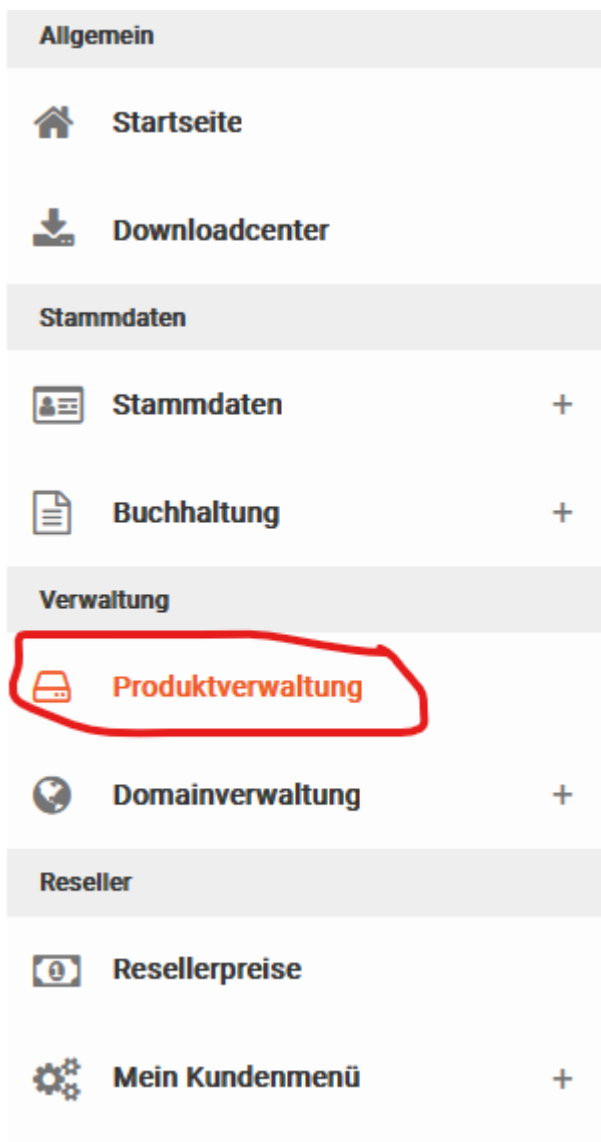 Allgemein
Startseite
Downloadcenter
Stammdaten
Stammdaten +
Buchhaltung +
Verwaltung
Produktverwaltung
Domainverwaltung +
Reseller
Resellerpreise
Mein Kundenmenü +